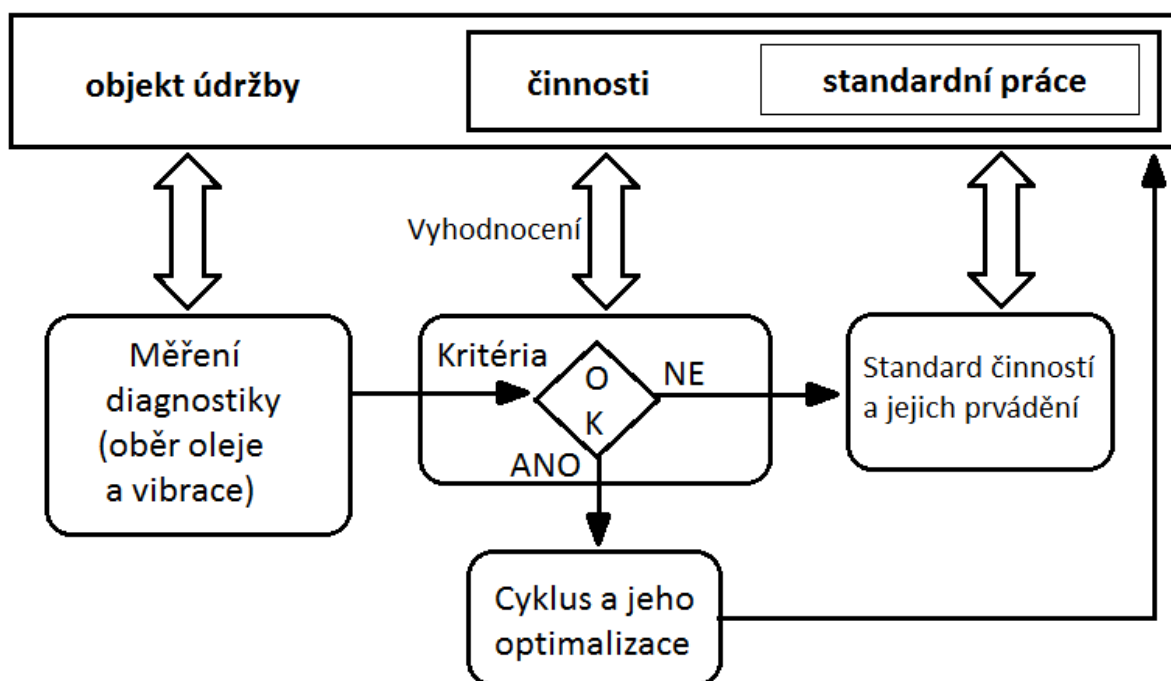 objekt údržby
činnosti
standardní práce
Vyhodnocení
Měření
diagnostiky
(oběr oleje
a vibrace)
Kritéria
O
K
NE
ANO
Standard činností
a jejich prvádění
Cyklus a jeho
optimalizace